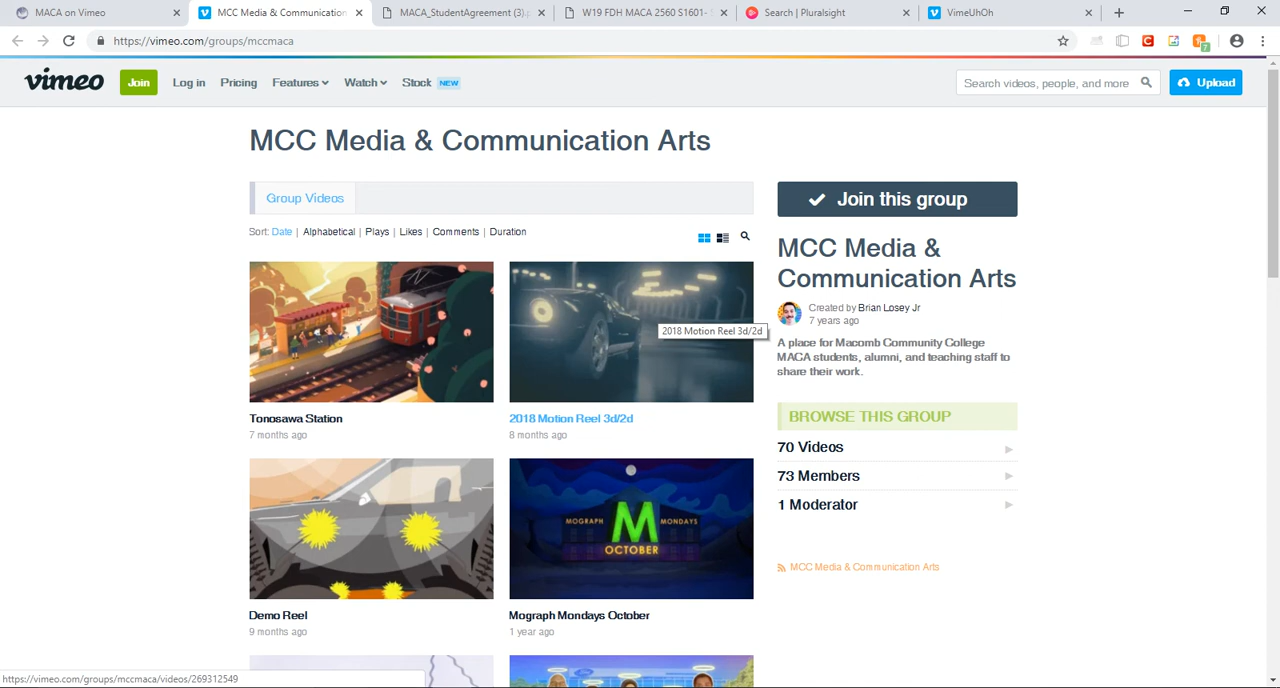 MACA on Vimeo
MCC Media & Communication
MACA_StudentAgreement (3).p
W19 FDH MACA 2560 S1601-
Search | Pluralsight
VimeUhOh
https://vimeo.com/groups/mccmaca
7
vimeo
Join
Log in
Pricing
Features
Watch
Stock NEW
Search videos, people, and more
Upload
MCC Media & Communication Arts
Group Videos
Sort: Date | Alphabetical | Plays | Likes | Comments | Duration
2018 Motion Reel 3d/2d
Tonosawa Station
7 months ago
2018 Motion Reel 3d/2d
8 months ago
MOGRAPH M MONDAYS
OCTOBER
Demo Reel
9 months ago
Mograph Mondays October
1 year ago
Join this group
MCC Media &
Communication Arts
Created by Brian Losey Jr
7 years ago
A place for Macomb Community College
MACA students, alumni, and teaching staff to
share their work.
BROWSE THIS GROUP
70 Videos
73 Members
1 Moderator
MCC Media & Communication Arts
https://vimeo.com/groups/mccmaca/videos/269312549